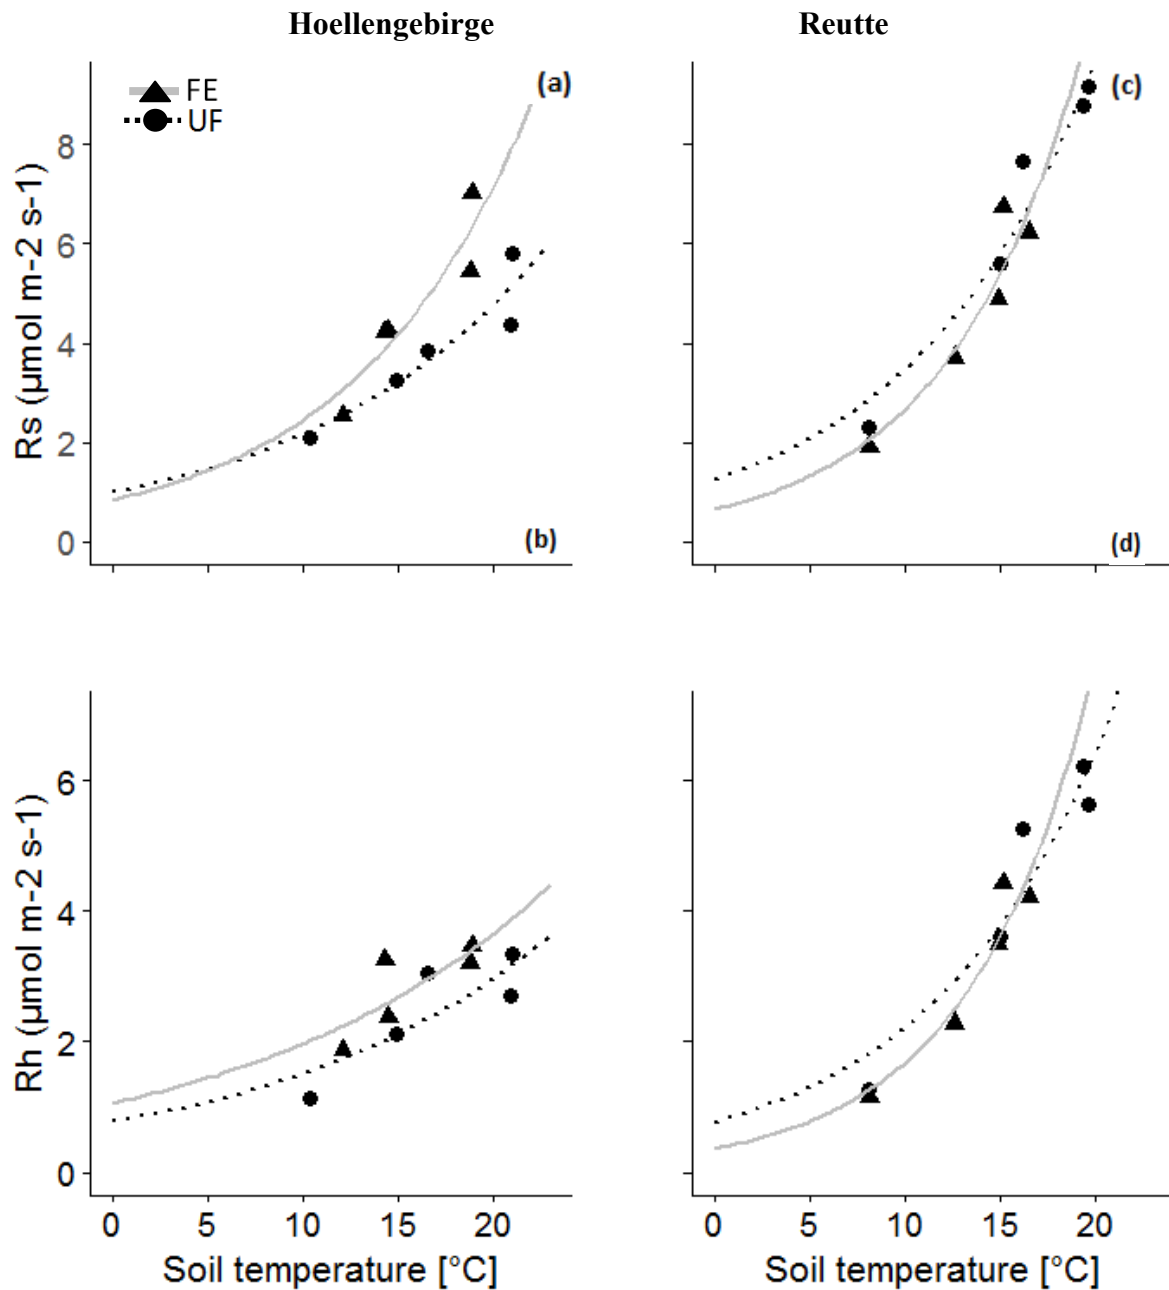 Hoellengebirge
Reutte
FE
UF
(a)
(c)
8
6
4
2
0
Rs (μmol m-2 s-1)
(b)
(d)
6
4
2
0
Rh (μmol m-2 s-1)
0 5 10 15 20
0 5 10 15 20
Soil temperature [°C]
Soil temperature [°C]